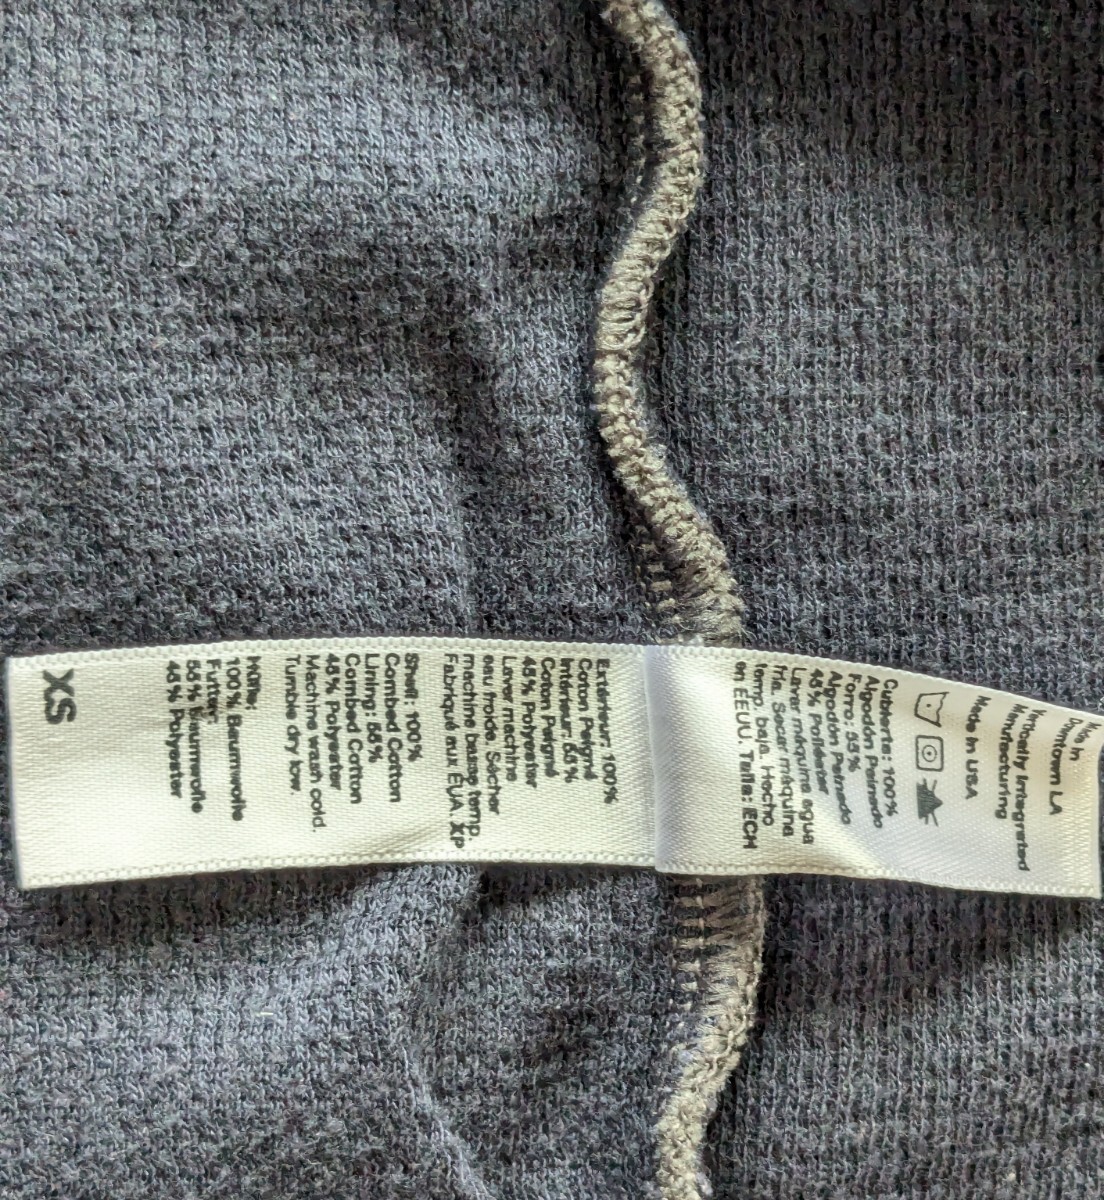 Made in
Downtown LA
Vertically Integrated
Manufacturing
Made in USA
Cubierta: 100%
Algodón Peinado
Forro: 55%
Algodón Peinado
45% Poliéster
Lavar máquina agua
fría. Secar máquina
temp. baja. Hecho
en EEUU. Talla: ECH
Extérieur: 100%
Coton Peigné
Intérieur: 55%
Coton Peigné
45% Polyester
Laver machine
eau froide. Sécher
machine basse temp.
Fabriqué aux ÉUA. XP
Shell: 100%
Combed Cotton
Lining: 55%
Combed Cotton
45% Polyester
Machine wash cold.
Tumble dry low.
Hülle:
100% Baumwolle
Futter:
55% Baumwolle
45% Polyester
XS